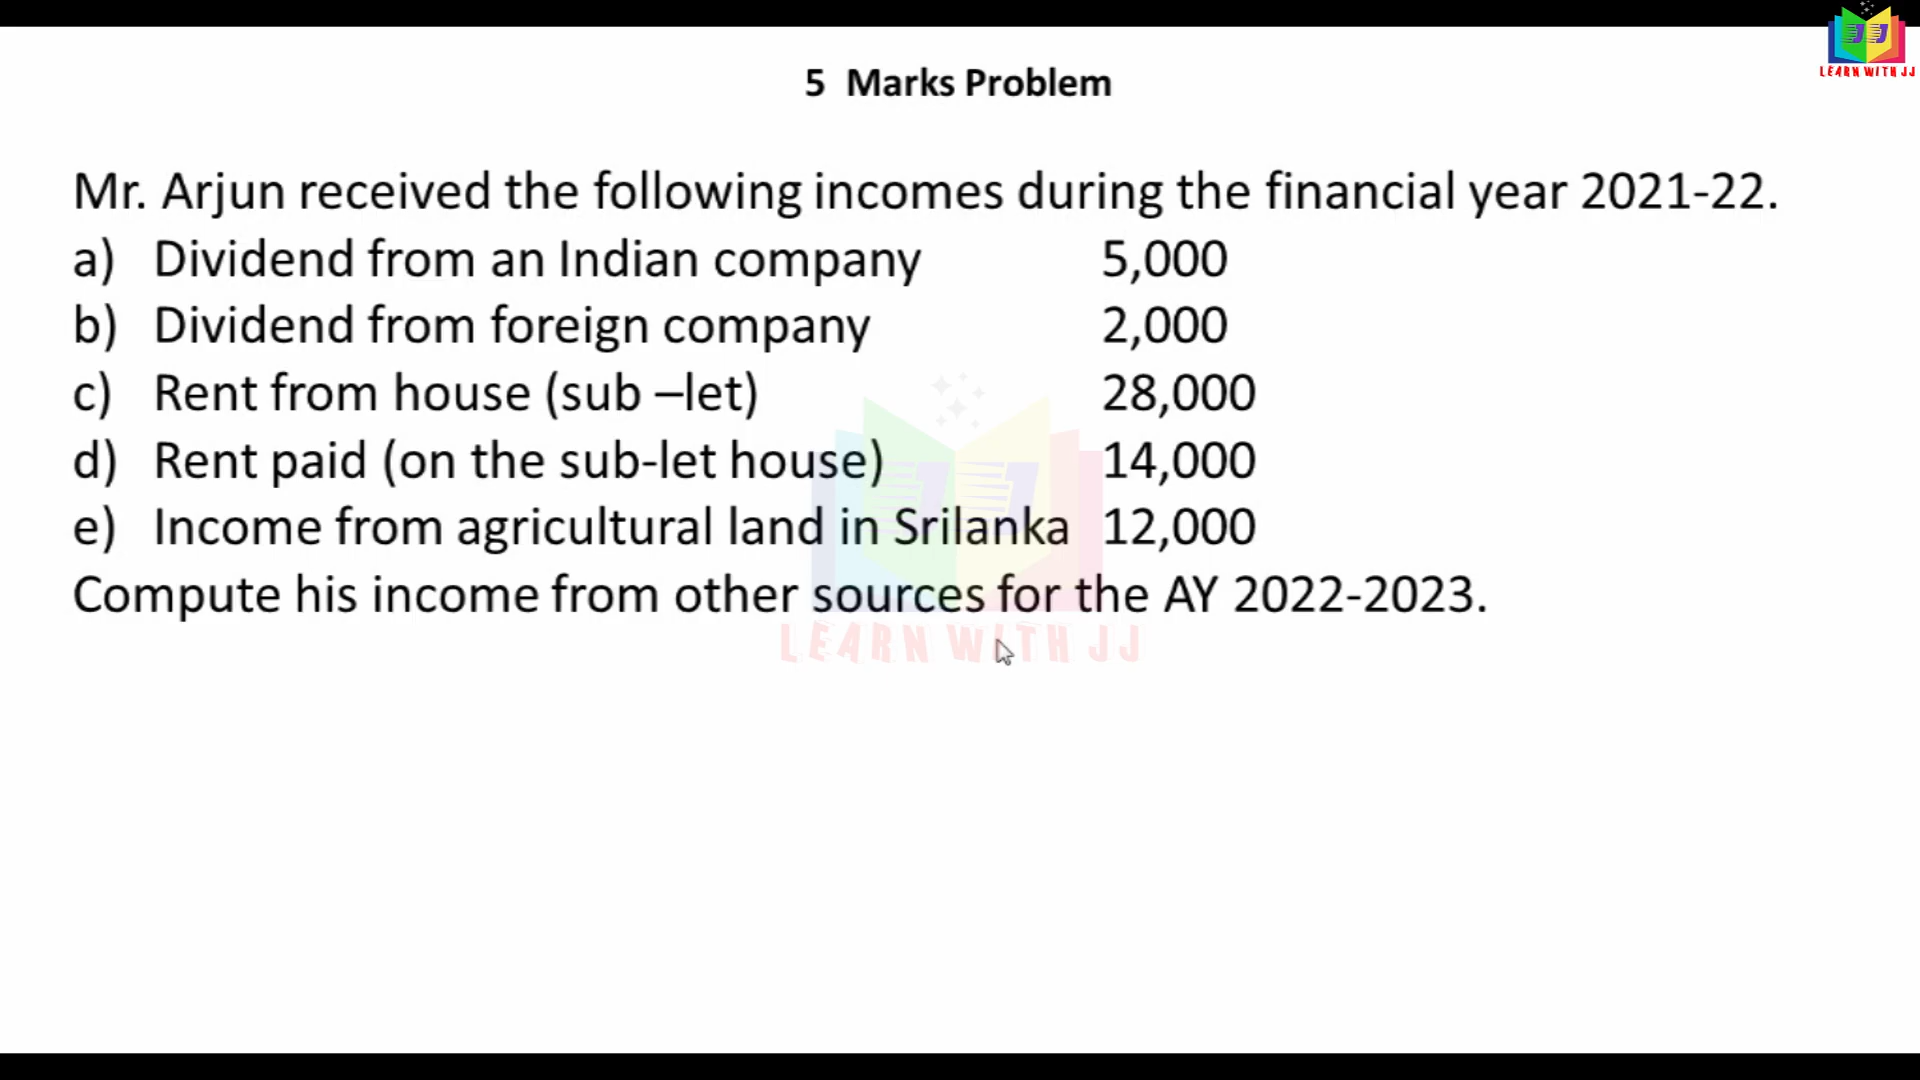 LEARN WITH JJ
5 Marks Problem
Mr. Arjun received the following incomes during the financial year 2021-22.
a) Dividend from an Indian company 5,000
b) Dividend from foreign company 2,000
c) Rent from house (sub –let) 28,000
d) Rent paid (on the sub-let house) 14,000
e) Income from agricultural land in Srilanka 12,000
Compute his income from other sources for the AY 2022-2023.
LEARN WITH JJ